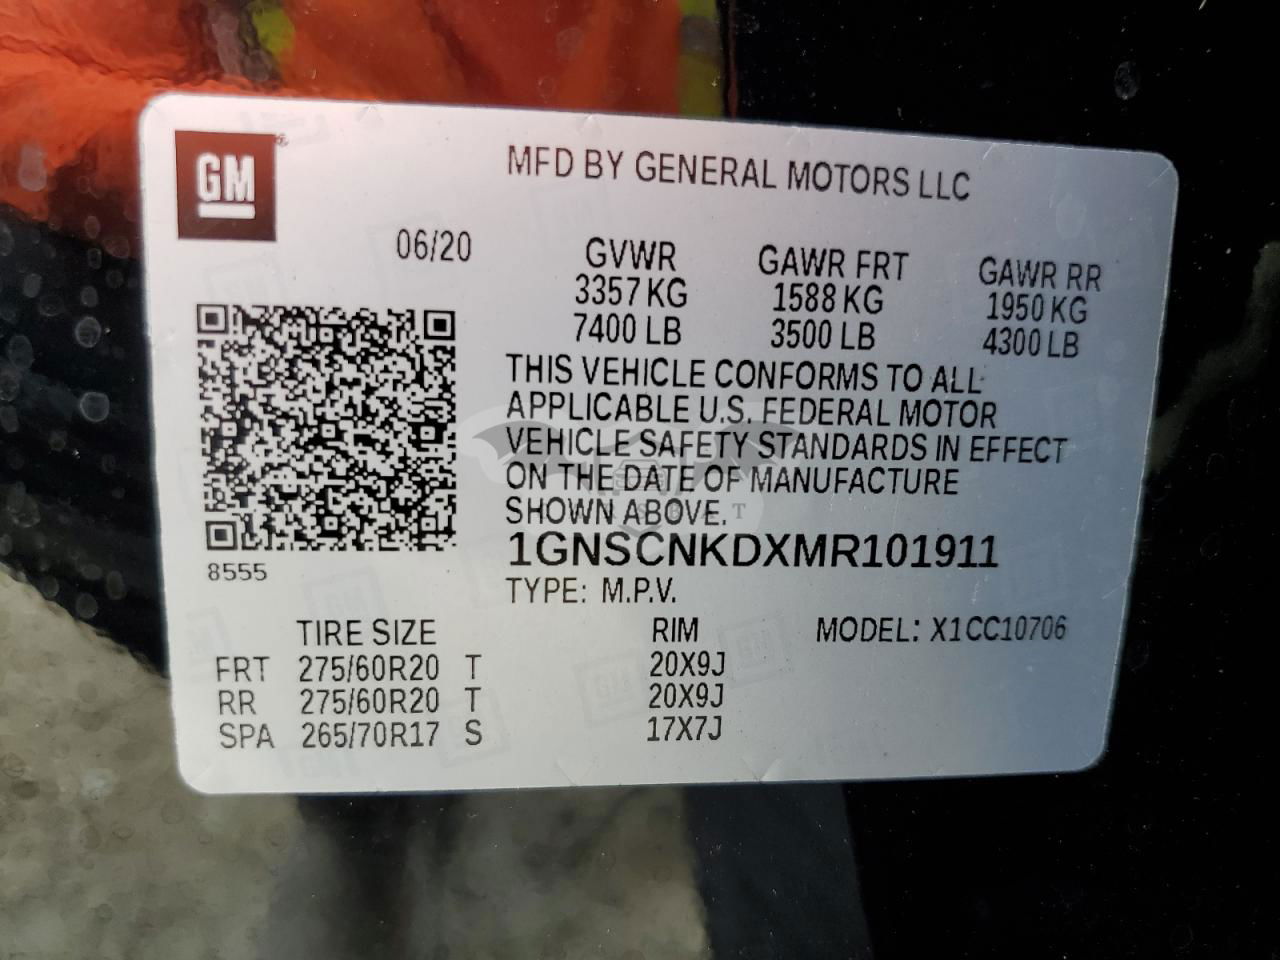 GM
MFD BY GENERAL MOTORS LLC
06/20 GVWR GAWR FRT GAWR RR
3357 KG 1588 KG 1950 KG
7400 LB 3500 LB 4300 LB
THIS VEHICLE CONFORMS TO ALL
APPLICABLE U.S. FEDERAL MOTOR
VEHICLE SAFETY STANDARDS IN EFFECT
ON THE DATE OF MANUFACTURE
SHOWN ABOVE.
1GNSCNKDXMR101911
8555
TYPE: M.P.V.
TIRE SIZE RIM MODEL: X1CC10706
FRT 275/60R20 T 20X9J
RR 275/60R20 T 20X9J
SPA 265/70R17 S 17X7J